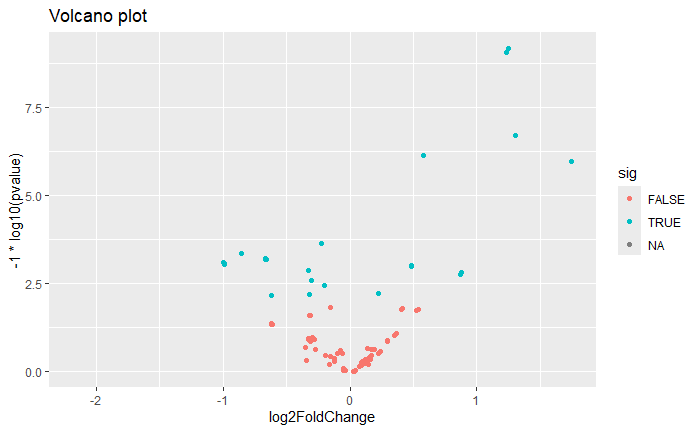 Volcano plot
-1 * log10(pvalue)
7.5
5.0
2.5
0.0
-2
-1
0
1
log2FoldChange
sig
FALSE
TRUE
NA